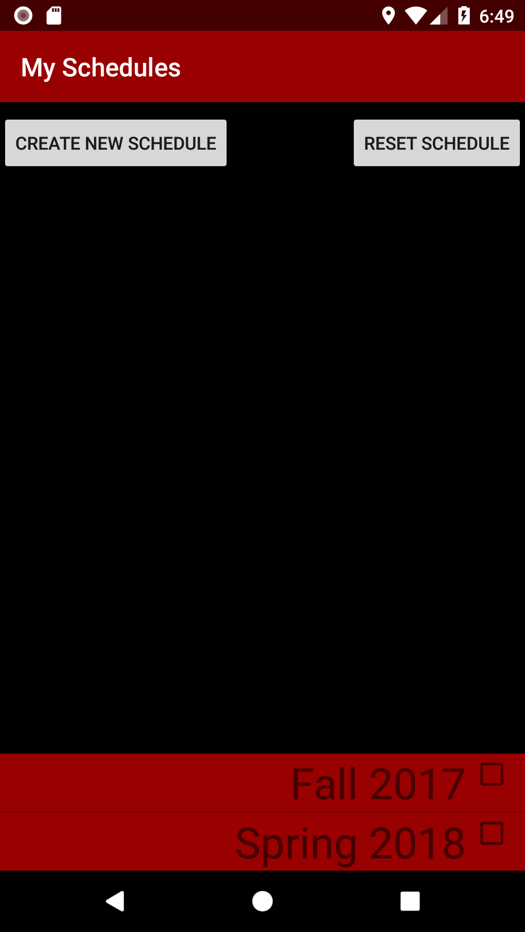 6:49
My Schedules
CREATE NEW SCHEDULE
RESET SCHEDULE
Fall 2017
Spring 2018